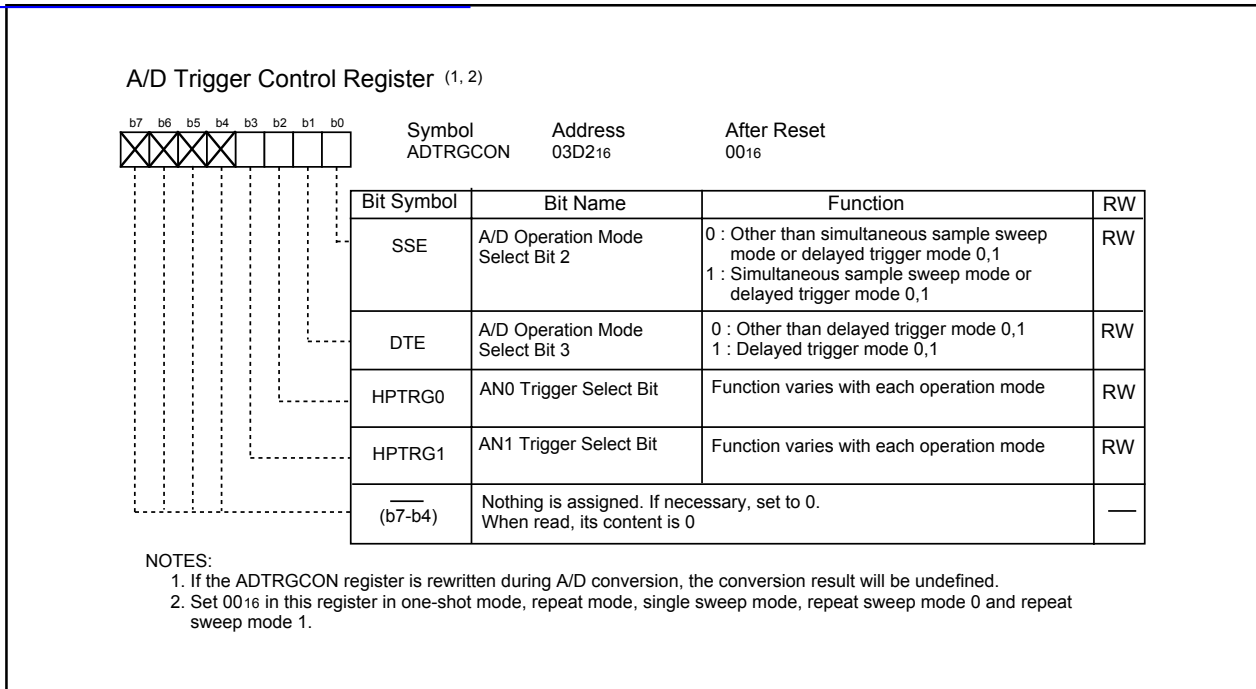 A/D Trigger Control Register (1, 2)
b7 b6 b5 b4 b3 b2 b1 b0
Symbol Address After Reset
ADTRGCON 03D216 0016
Bit Symbol Bit Name Function RW
SSE A/D Operation Mode Select Bit 2 0 : Other than simultaneous sample sweep mode or delayed trigger mode 0,1 RW
1 : Simultaneous sample sweep mode or delayed trigger mode 0,1
DTE A/D Operation Mode Select Bit 3 0 : Other than delayed trigger mode 0,1 RW
1 : Delayed trigger mode 0,1
HPTRG0 AN0 Trigger Select Bit Function varies with each operation mode RW
HPTRG1 AN1 Trigger Select Bit Function varies with each operation mode RW
(b7-b4) Nothing is assigned. If necessary, set to 0. —
When read, its content is 0
NOTES:
1. If the ADTRGCON register is rewritten during A/D conversion, the conversion result will be undefined.
2. Set 0016 in this register in one-shot mode, repeat mode, single sweep mode, repeat sweep mode 0 and repeat
sweep mode 1.